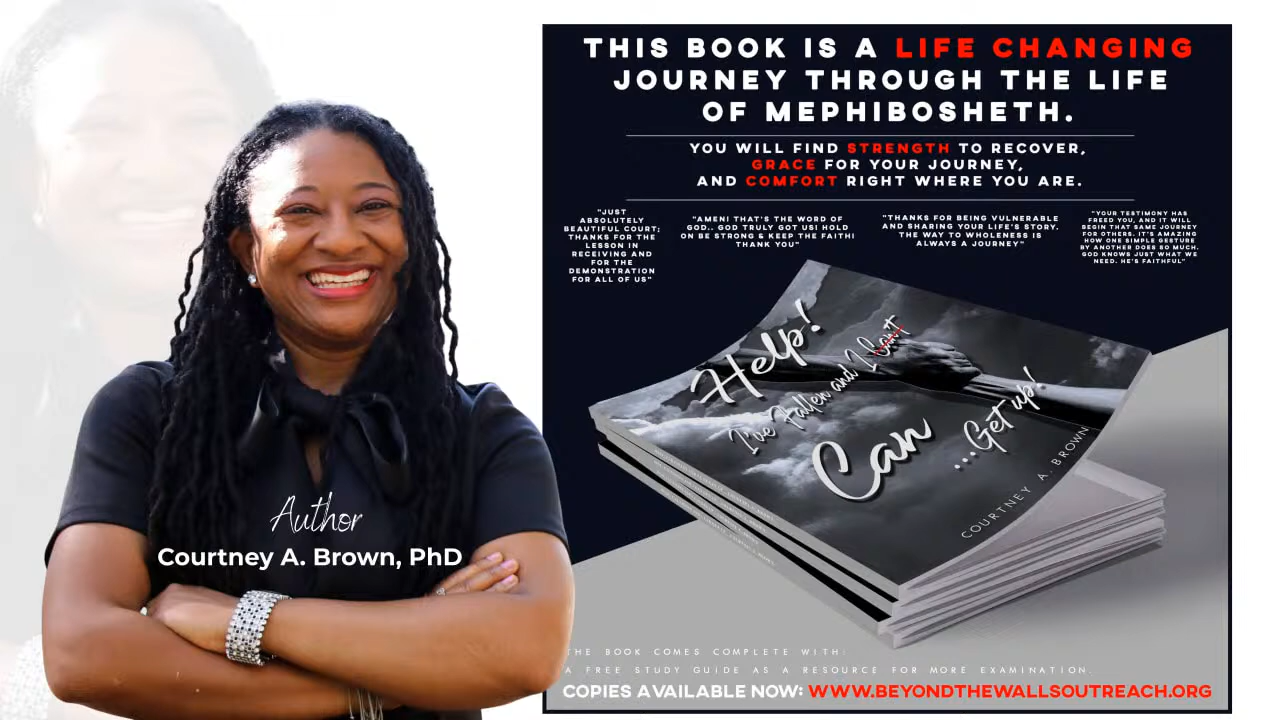 THIS BOOK IS A LIFE CHANGING
JOURNEY THROUGH THE LIFE
OF MEPHIBOSHETH.
YOU WILL FIND STRENGTH TO RECOVER,
GRACE FOR YOUR JOURNEY,
AND COMFORT RIGHT WHERE YOU ARE.
"JUST
ABSOLUTELY
BEAUTIFUL COURT;
THANKS FOR THE
LESSON IN
RECEIVING AND
FOR THE
DEMONSTRATION
FOR ALL OF US"
"AMEN! THAT'S THE WORD OF
GOD.. GOD TRULY GOT US! HOLD
ON BE STRONG & KEEP THE FAITH!
THANK YOU"
"THANKS FOR BEING VULNERABLE
AND SHARING YOUR LIFE'S STORY.
THE WAY TO WHOLENESS IS
ALWAYS A JOURNEY"
"YOUR TESTIMONY HAS
FREED YOU, AND IT WILL
BEGIN THAT SAME JOURNEY
FOR OTHERS. IT'S AMAZING
HOW ONE SIMPLE GESTURE
BY ANOTHER DOES SO MUCH.
GOD KNOWS JUST WHAT WE
NEED. HE'S FAITHFUL"
Help!
I've Fallen and I Can't
Can
...Get up!
COURTNEY A. BROWN
Author
Courtney A. Brown, PhD
THE BOOK COMES COMPLETE WITH:
A FREE STUDY GUIDE AS A RESOURCE FOR MORE EXAMINATION.
COPIES AVAILABLE NOW: WWW.BEYONDTHEWALLSOUTREACH.ORG